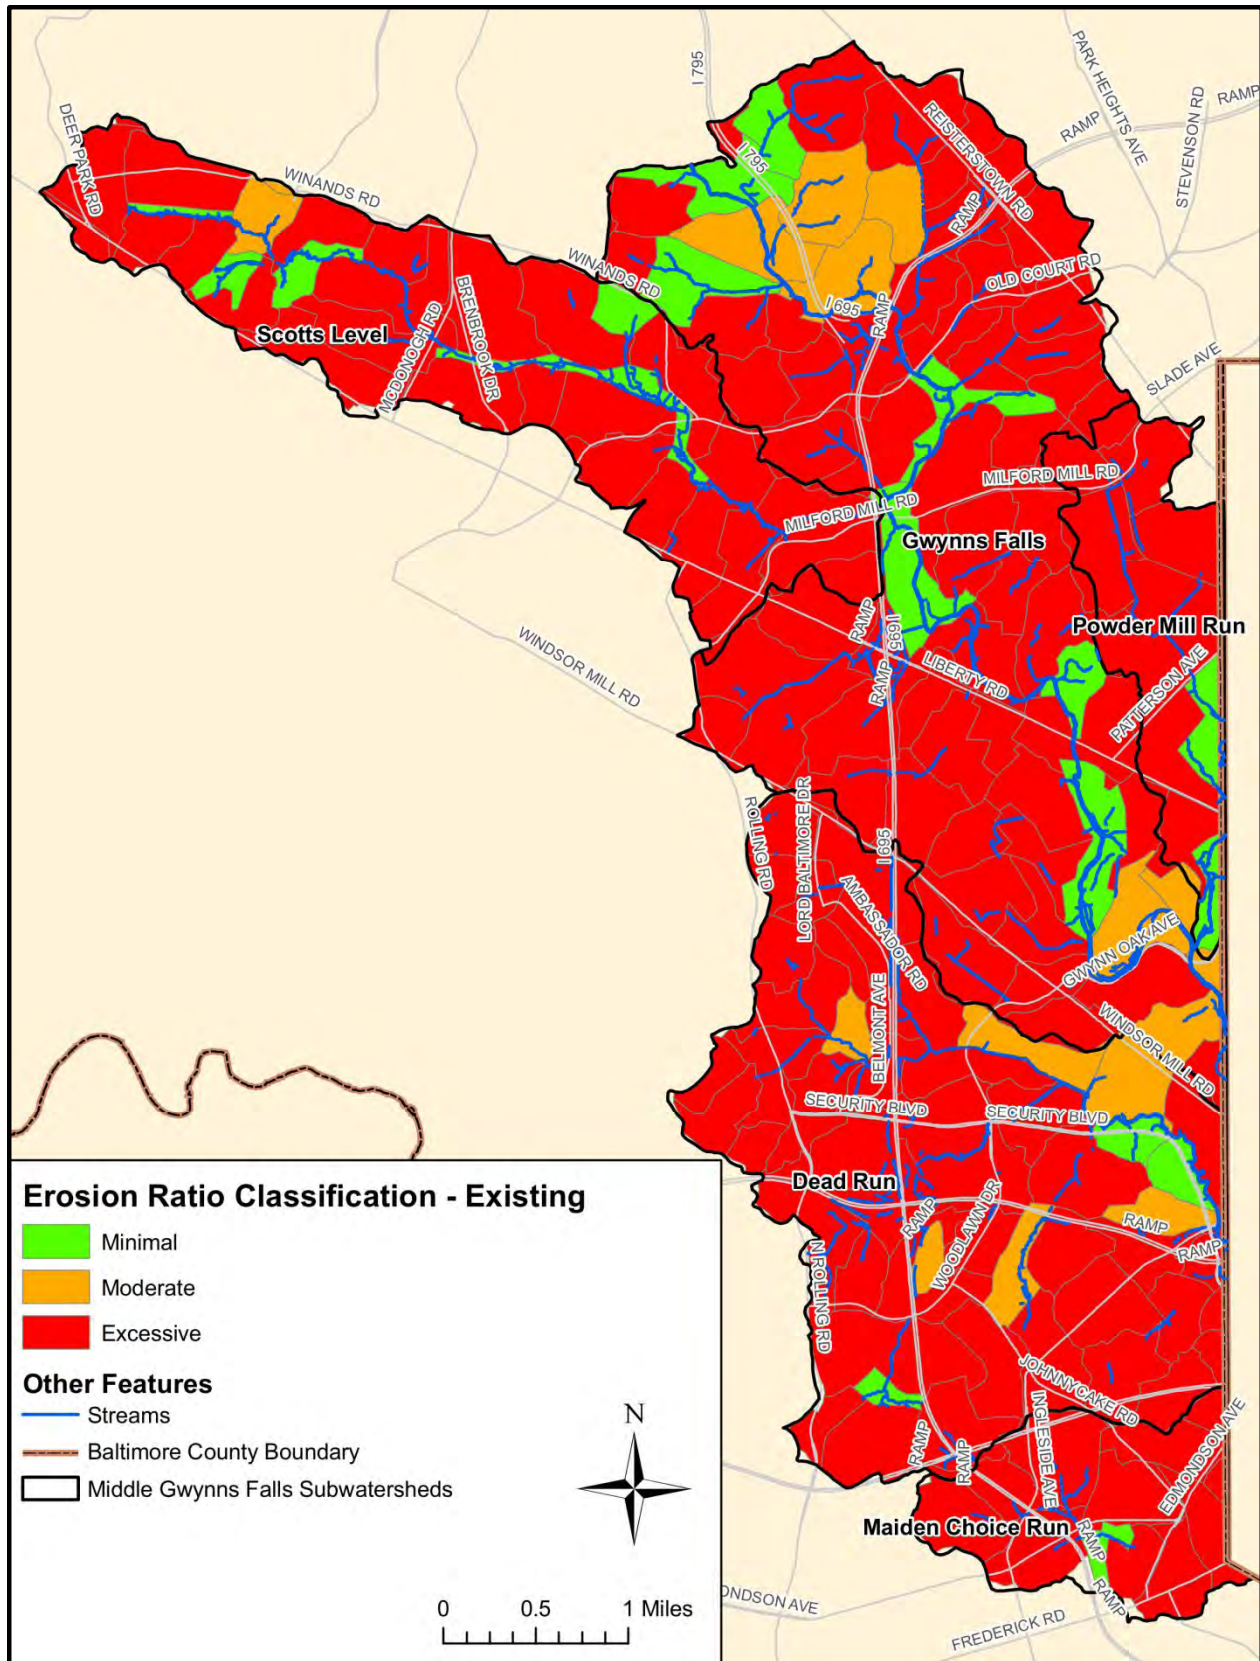 I 795
PARK HEIGHTS AVE
RAMP
STEVENSON RD
RAMP
REISTERSTOWN RD
DEER PARK RD
I 795
WINANDS RD
RAMP
WINANDS RD
OLD COURT RD
BRENBROOK DR
I 695
RAMP
Scotts Level
MCDONOGH RD
SLADE AVE
MILFORD MILL RD
MILFORD MILL RD
Gwynns Falls
RAMP
I 695
Powder Mill Run
WINDSOR MILL RD
LIBERTY RD
RAMP
PATTERSON AVE
ROLLING RD
LORD BALTIMORE DR
I 695
AMBASSADOR RD
GWYNN OAK AVE
BELMONT AVE
WINDSOR MILL RD
SECURITY BLVD
SECURITY BLVD
Dead Run
RAMP
WOODLAWN DR
RAMP
RAMP
N ROLLING RD
JOHNNYCAKE RD
INGLESIDE AVE
EDMONDSON AVE
RAMP
RAMP
Maiden Choice Run
RAMP
RAMP
ONDSON AVE
FREDERICK RD
Erosion Ratio Classification - Existing
Minimal
Moderate
Excessive
Other Features
Streams
Baltimore County Boundary
Middle Gwynns Falls Subwatersheds
N
0 0.5 1 Miles